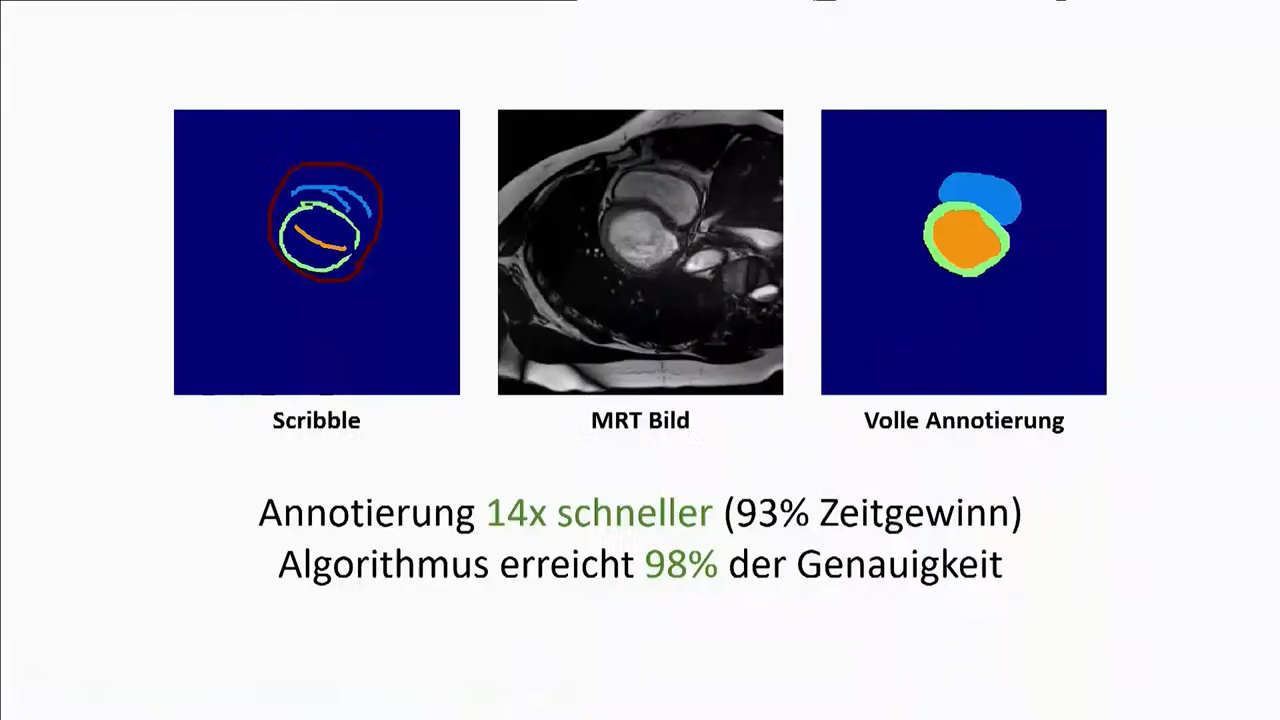 Scribble
MRT Bild
Volle Annotierung
Annotierung 14x schneller (93% Zeitgewinn)
Algorithmus erreicht 98% der Genauigkeit